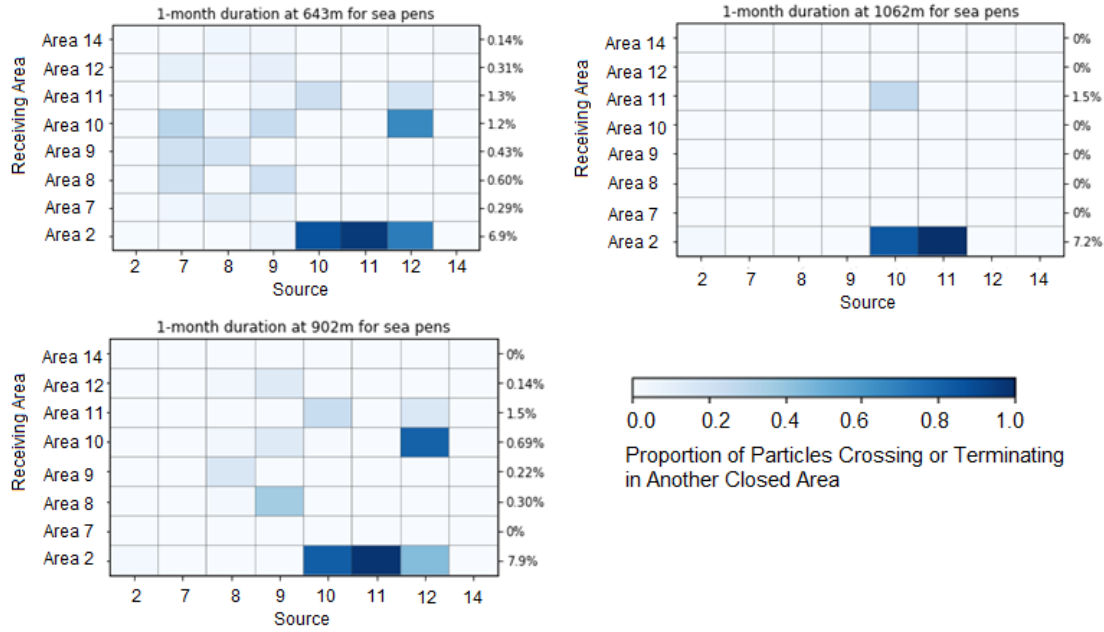 1-month duration at 643m for sea pens
Receiving Area
Area 14
0.14%
Area 12
0.31%
Area 11
1.3%
Area 10
1.2%
Area 9
0.43%
Area 8
0.60%
Area 7
0.29%
Area 2
6.9%
2 7 8 9 10 11 12 14
Source
1-month duration at 1062m for sea pens
Receiving Area
Area 14
0%
Area 12
0%
Area 11
1.5%
Area 10
0%
Area 9
0%
Area 8
0%
Area 7
0%
Area 2
7.2%
2 7 8 9 10 11 12 14
Source
1-month duration at 902m for sea pens
Receiving Area
Area 14
0%
Area 12
0.14%
Area 11
1.5%
Area 10
0.69%
Area 9
0.22%
Area 8
0.30%
Area 7
0%
Area 2
7.9%
2 7 8 9 10 11 12 14
Source
0.0 0.2 0.4 0.6 0.8 1.0
Proportion of Particles Crossing or Terminating
in Another Closed Area